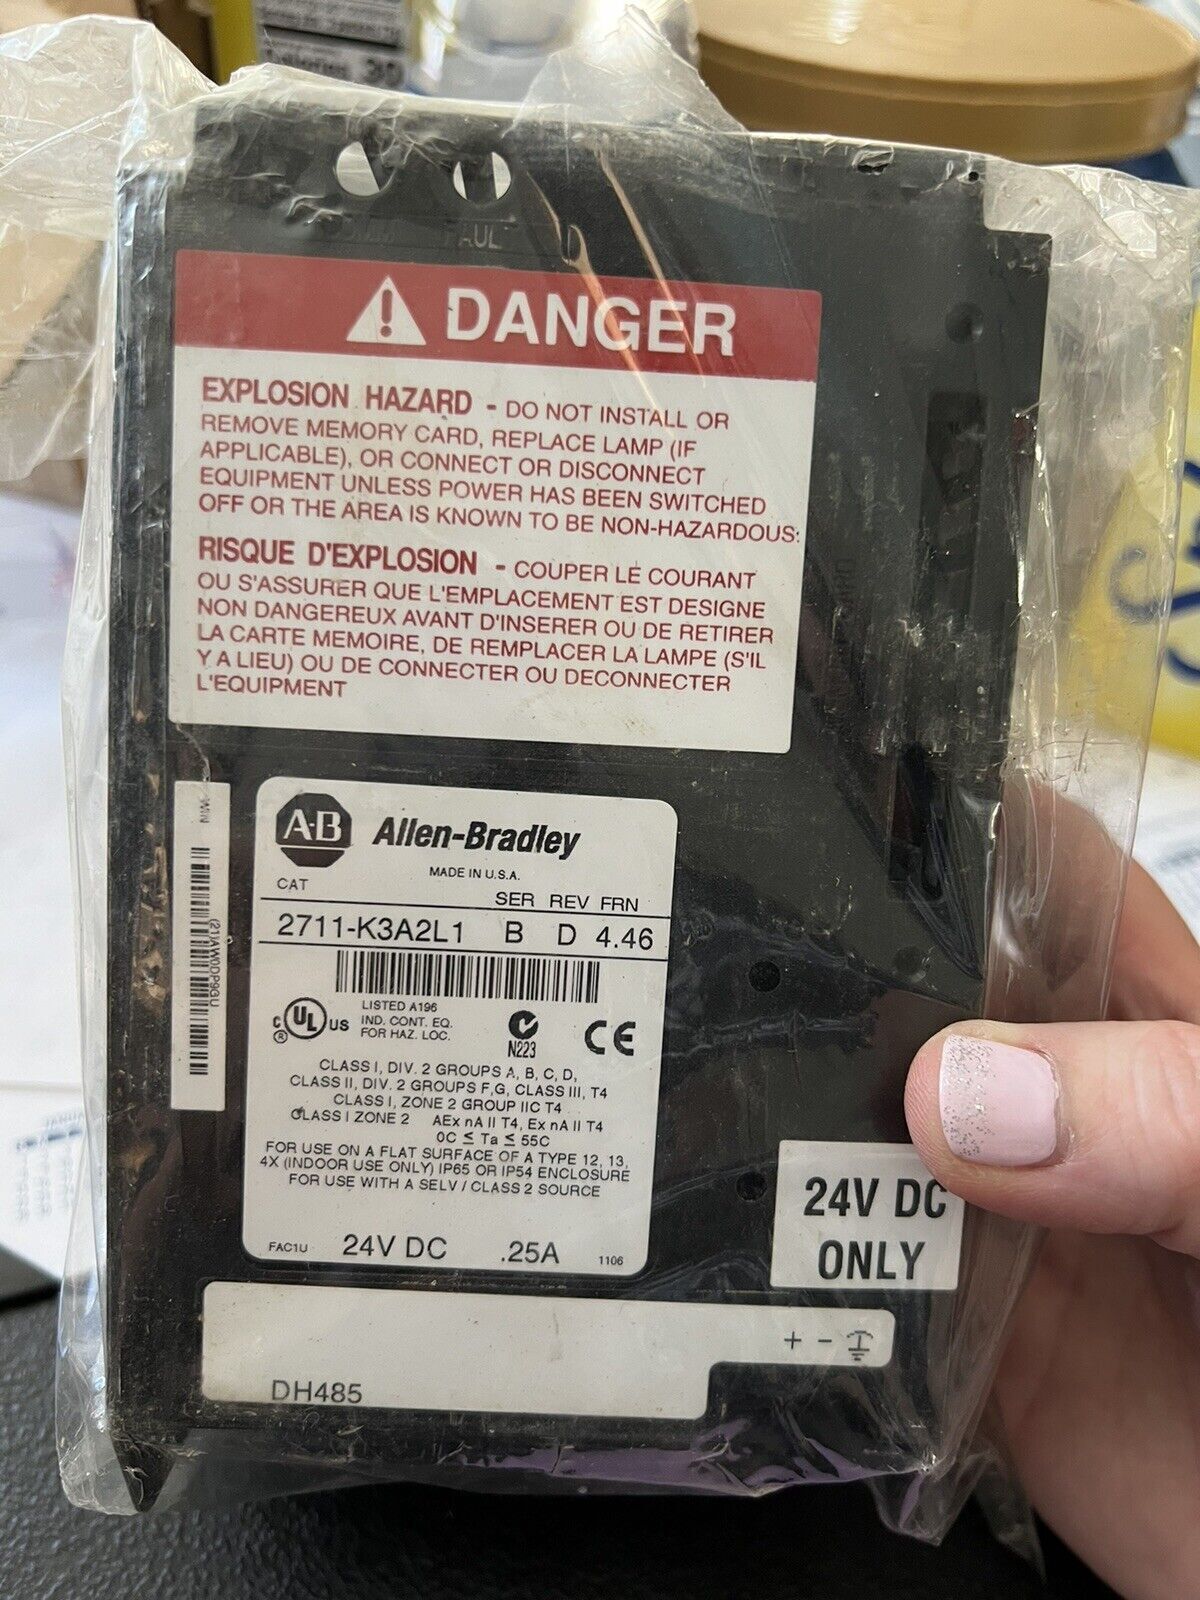 30
FAULT
DANGER
EXPLOSION HAZARD - DO NOT INSTALL OR
REMOVE MEMORY CARD, REPLACE LAMP (IF
APPLICABLE), OR CONNECT OR DISCONNECT
EQUIPMENT UNLESS POWER HAS BEEN SWITCHED
OFF OR THE AREA IS KNOWN TO BE NON-HAZARDOUS:
RISQUE D'EXPLOSION - COUPER LE COURANT
OU S'ASSURER QUE L'EMPLACEMENT EST DESIGNE
NON DANGEREUX AVANT D'INSERER OU DE RETIRER
LA CARTE MEMOIRE, DE REMPLACER LA LAMPE (S'IL
Y A LIEU) OU DE CONNECTER OU DECONNECTER
L'EQUIPMENT
A-B Allen-Bradley
MADE IN U.S.A.
CAT SER REV FRN
2711-K3A2L1 B D 4.46
C UL US ®
LISTED A196
IND. CONT. EQ.
FOR HAZ. LOC.
N223
CE
CLASS I, DIV. 2 GROUPS A, B, C, D,
CLASS II, DIV. 2 GROUPS F,G, CLASS III, T4
CLASS I, ZONE 2 GROUP IIC T4
CLASS I ZONE 2 AEx nA II T4, Ex nA II T4
0C ≤ Ta ≤ 55C
FOR USE ON A FLAT SURFACE OF A TYPE 12, 13,
4X (INDOOR USE ONLY) IP65 OR IP54 ENCLOSURE
FOR USE WITH A SELV / CLASS 2 SOURCE
FAC1U 24V DC .25A 1106
24V DC
ONLY
+ -
DH485